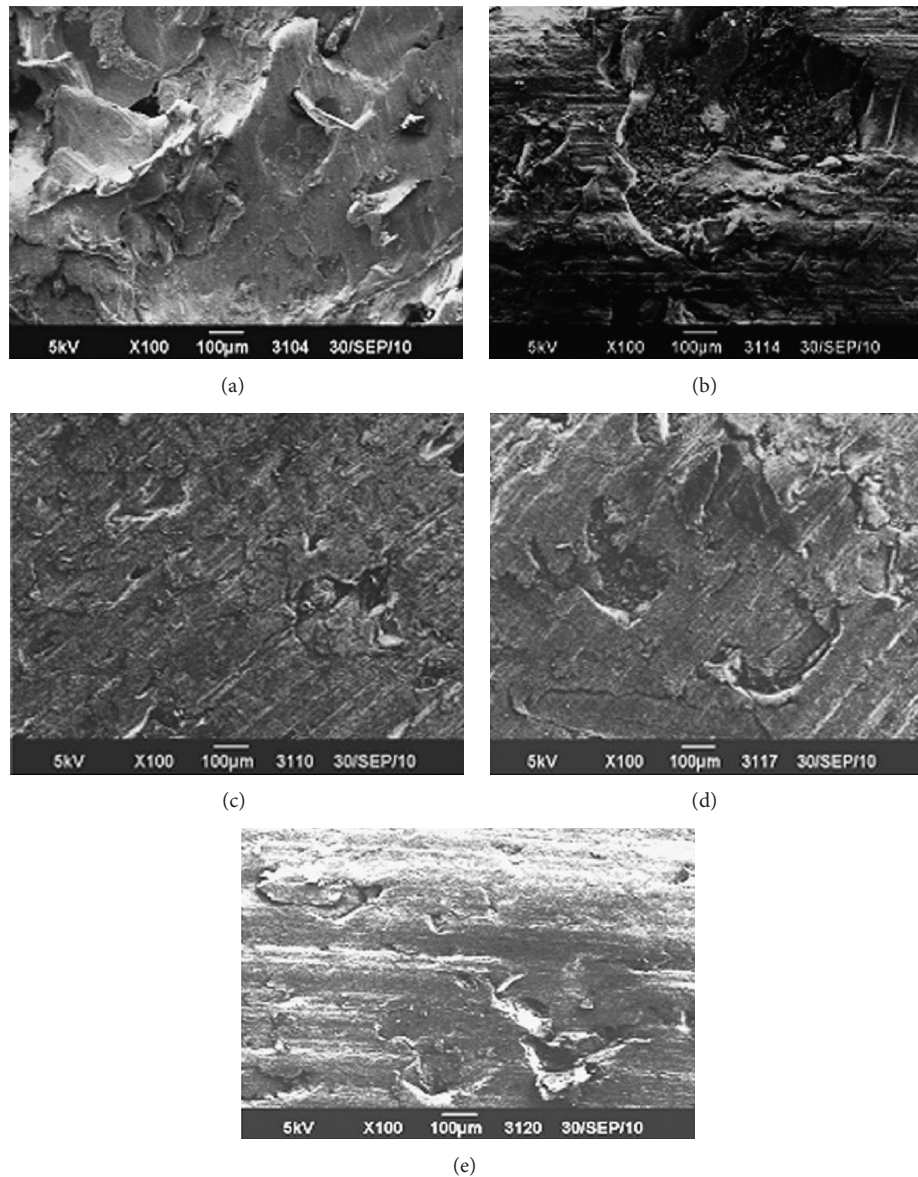 5kV X100 100μm 3104 30/SEP/10
(a)
5kV X100 100μm 3114 30/SEP/10
(b)
5kV X100 100μm 3110 30/SEP/10
(c)
5kV X100 100μm 3117 30/SEP/10
(d)
5kV X100 100μm 3120 30/SEP/10
(e)